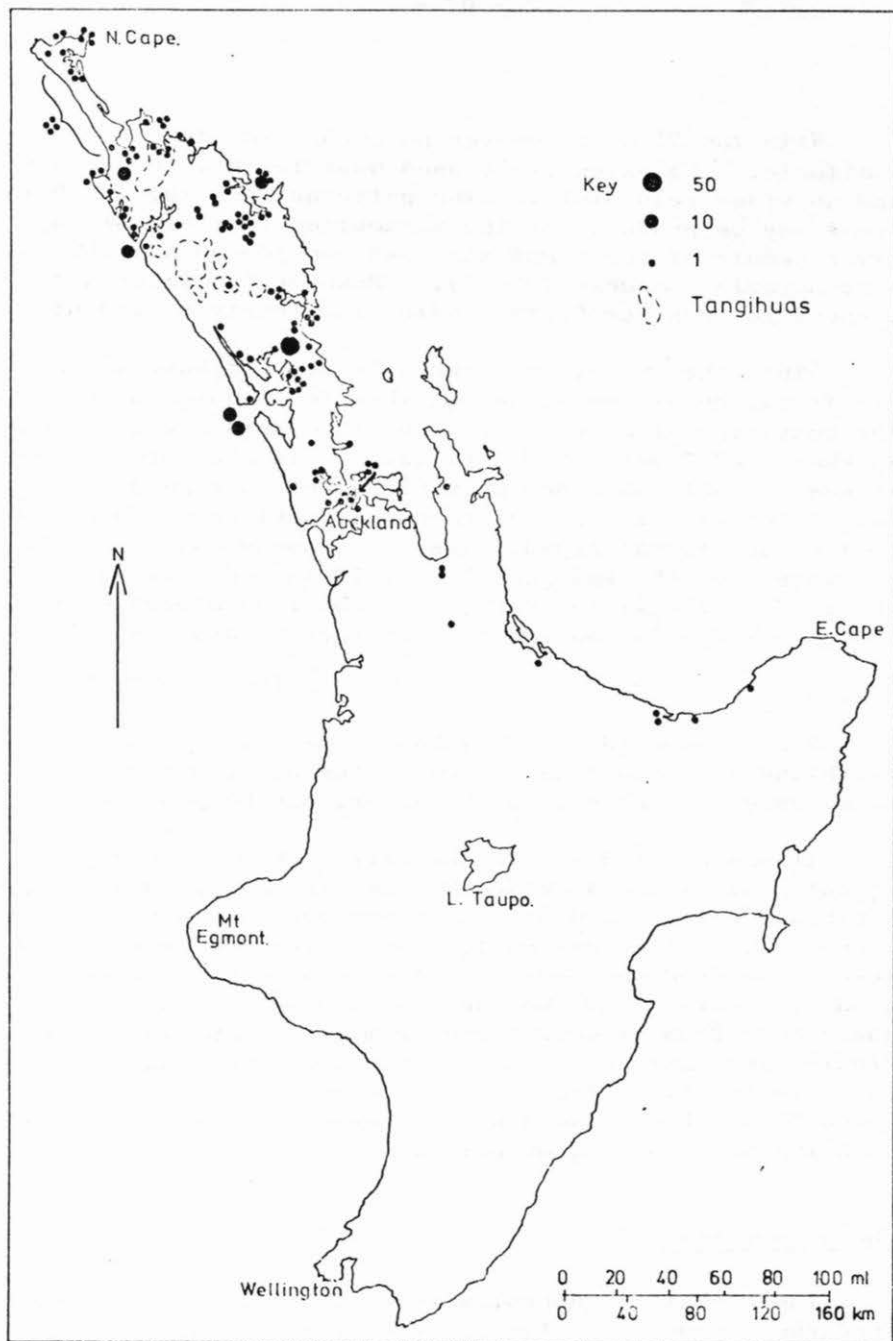 N. Cape.
Key 50
10
1
Tangihuas
Auckland.
N
E. Cape
L. Taupo.
Mt
Egmont.
Wellington
0 20 40 60 80 100 ml
0 40 80 120 160 km